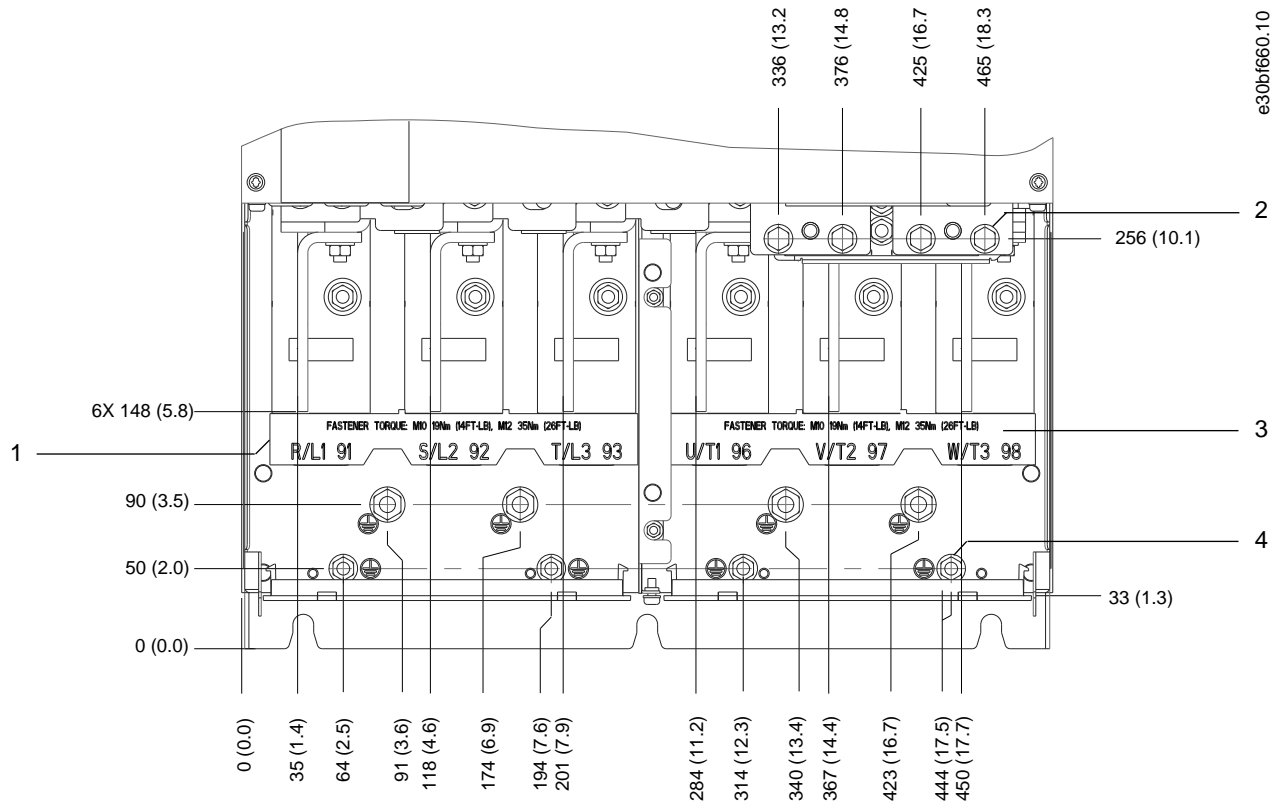 336 (13.2
376 (14.8
425 (16.7
465 (18.3
e30bf660.10
2
256 (10.1)
6X 148 (5.8)
1
FASTENER TORQUE: M10 19Nm (14FT-LB), M12 35Nm (26FT-LB)
R/L1 91
S/L2 92
T/L3 93
FASTENER TORQUE: M10 19Nm (14FT-LB), M12 35Nm (26FT-LB)
U/T1 96
V/T2 97
W/T3 98
3
90 (3.5)
50 (2.0)
4
33 (1.3)
0 (0.0)
0 (0.0)
35 (1.4)
64 (2.5)
91 (3.6)
118 (4.6)
174 (6.9)
194 (7.6)
201 (7.9)
284 (11.2)
314 (12.3)
340 (13.4)
367 (14.4)
423 (16.7)
444 (17.5)
450 (17.7)